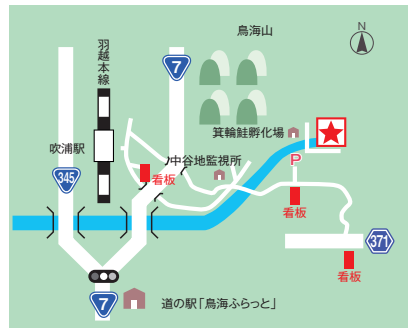 N
鳥海山
羽越本線
7
箕輪鮭孵化場
吹浦駅
中谷地監視所
P
345
看板
看板
371
看板
7
道の駅「鳥海ふらっと」